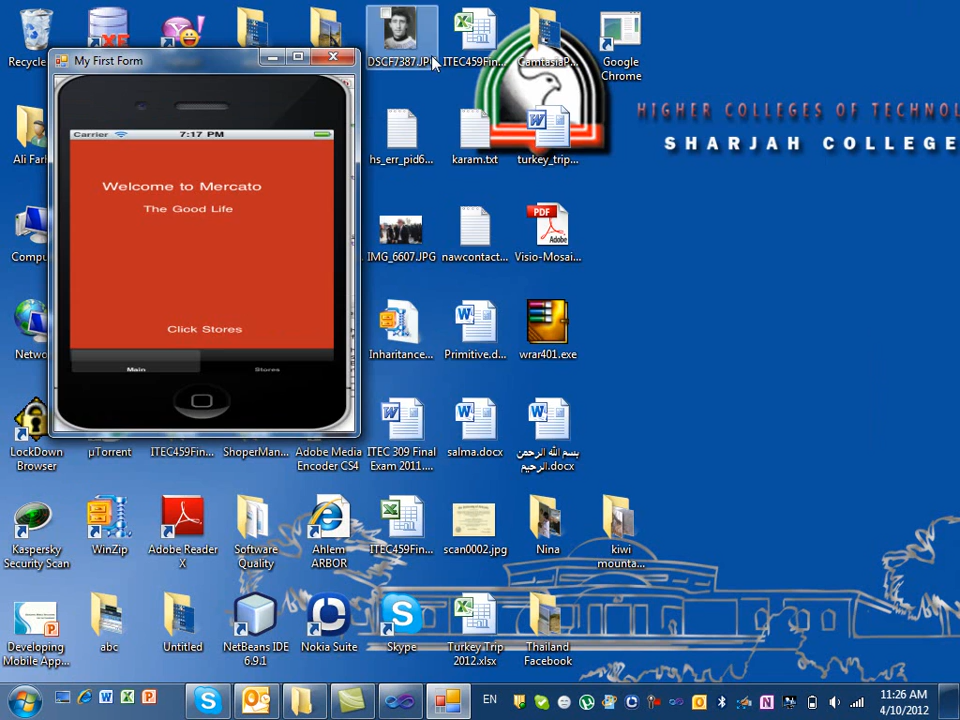 Recycle
DSCF7387.JPG
ITEC459Fin...
CamtasiaP...
Google
Chrome
My First Form
HIGHER COLLEGES OF TECHNOL
SHARJAH COLLEGE
Carrier
7:17 PM
Welcome to Mercato
The Good Life
Click Stores
Main
Stores
Ali Farh
hs_err_pid6...
karam.txt
turkey_trip...
Compu
IMG_6607.JPG
nawcontact...
PDF
Adobe
Visio-Mosai...
Netwo
Inheritance...
Primitive.d...
wrar401.exe
LockDown
Browser
µTorrent
ITEC459Fin...
ShoperMan...
Adobe Media
Encoder CS4
ITEC 309 Final
Exam 2011....
salma.docx
بسم الله الرحمن
الرحيم.docx
Kaspersky
Security Scan
WinZip
Adobe Reader
X
Software
Quality
Ahlem
ARBOR
ITEC459Fin...
scan0002.jpg
Nina
kiwi
mounta...
Developing
Mobile App...
abc
Untitled
NetBeans IDE
6.9.1
Nokia Suite
Skype
Turkey Trip
2012.xlsx
Thailand
Facebook
EN
11:26 AM
4/10/2012